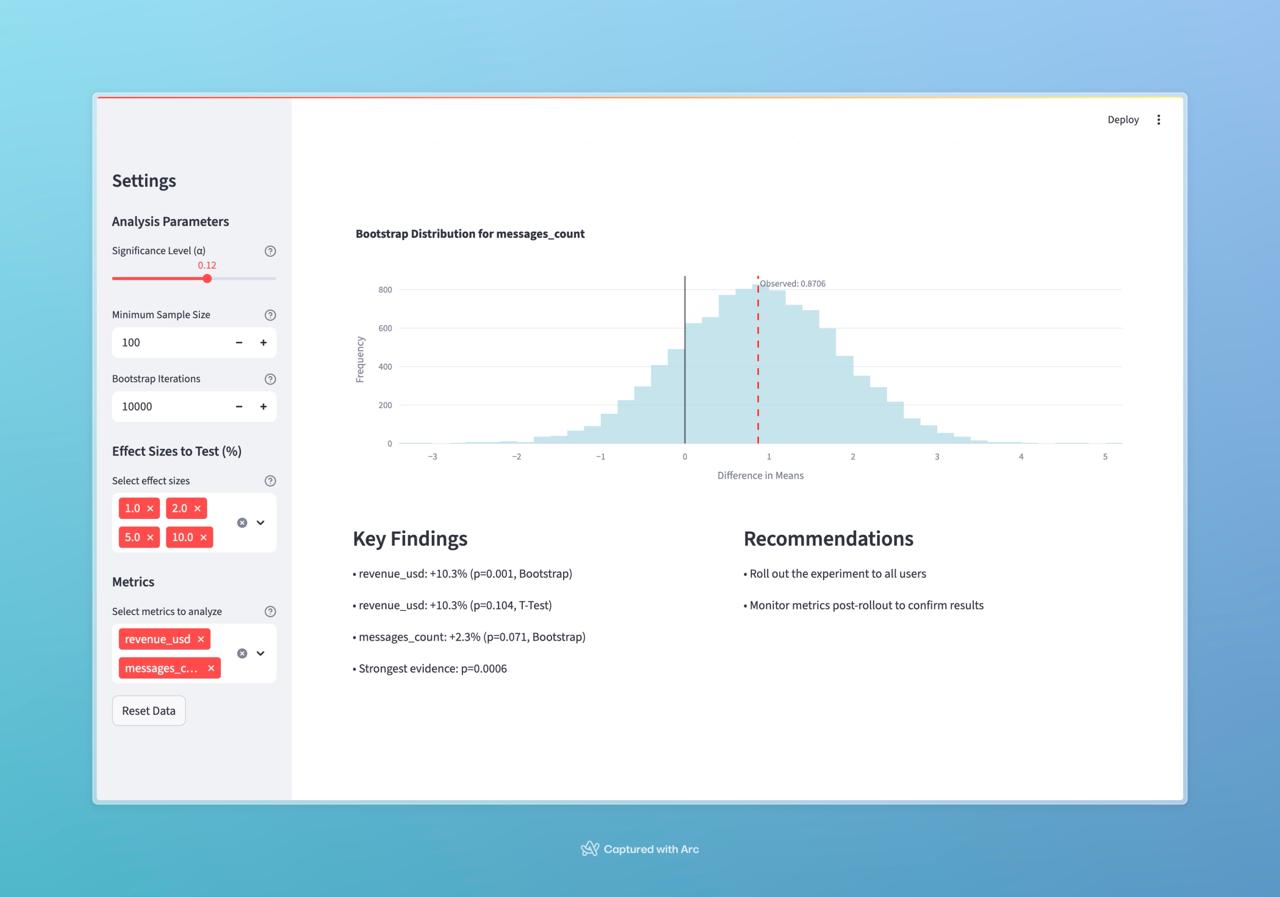 Deploy
Settings
Analysis Parameters
Significance Level (α)
0.12
Minimum Sample Size
100
Bootstrap Iterations
10000
Effect Sizes to Test (%)
Select effect sizes
1.0 2.0
5.0 10.0
Metrics
Select metrics to analyze
revenue_usd
messages_c…
Reset Data
Bootstrap Distribution for messages_count
Observed: 0.8706
Frequency
800
600
400
200
0
−3 −2 −1 0 1 2 3 4 5
Difference in Means
Key Findings
• revenue_usd: +10.3% (p=0.001, Bootstrap)
• revenue_usd: +10.3% (p=0.104, T-Test)
• messages_count: +2.3% (p=0.071, Bootstrap)
• Strongest evidence: p=0.0006
Recommendations
• Roll out the experiment to all users
• Monitor metrics post-rollout to confirm results
Captured with Arc